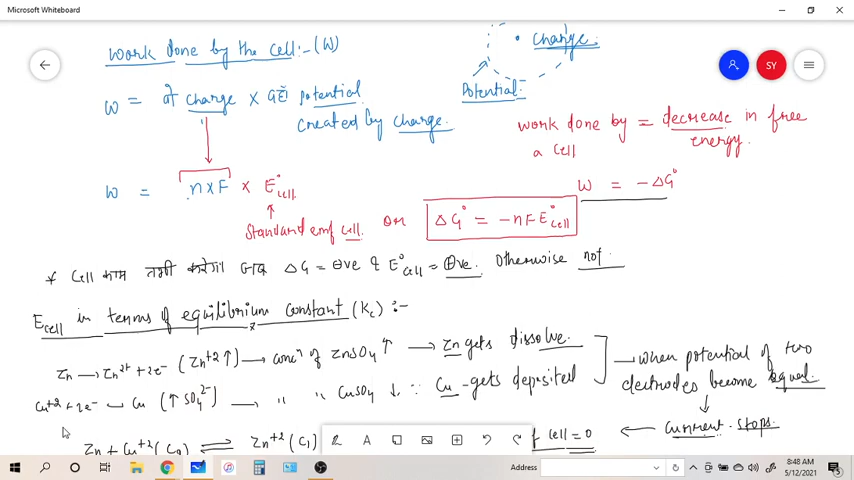 Microsoft Whiteboard
Work done by the cell:- (W)
charge.
Potential:-
W = charge × potential
created by charge.
work done by = decrease in free
a cell energy.
W = n×F × E°cell
W = -ΔG°
Standard emf cell. OR ΔG° = -nFE°cell
* Cell काम तभी करेगा जब ΔG = ⊖ve & E°cell = ⊕ve. Otherwise not.
Ecell in terms of equilibrium constant (Kc) :-
Zn → Zn2+ + 2e- (Zn+2 ↑) → concn of ZnSO4 ↑ → Zn gets dissolve.
when potential of two
electrodes become equal.
Cu+2 + 2e- → Cu (↑ SO4 2-) → " " CuSO4 ↓ ∵ Cu gets deposited
Zn + Cu+2 (C2) ⇌ Zn+2 (C1)
of cell = 0 ← current stops.
SY
Address
8:48 AM
5/12/2021